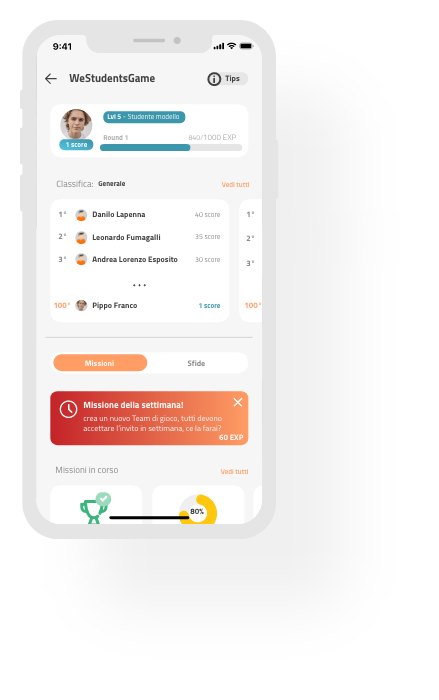 9:41
WeStudentsGame
Tips
Lvl 5 - Studente modello
1 score
Round 1
840/1000 EXP
Classifica: Generale
Vedi tutti
1° Danilo Lapenna 40 score
2° Leonardo Fumagalli 35 score
3° Andrea Lorenzo Esposito 30 score
...
100° Pippo Franco 1 score
1°
2°
3°
100°
Missioni
Sfide
Missione della settimana!
crea un nuovo Team di gioco, tutti devono
accettare l'invito in settimana, ce la farai?
60 EXP
Missioni in corso
Vedi tutti
80%